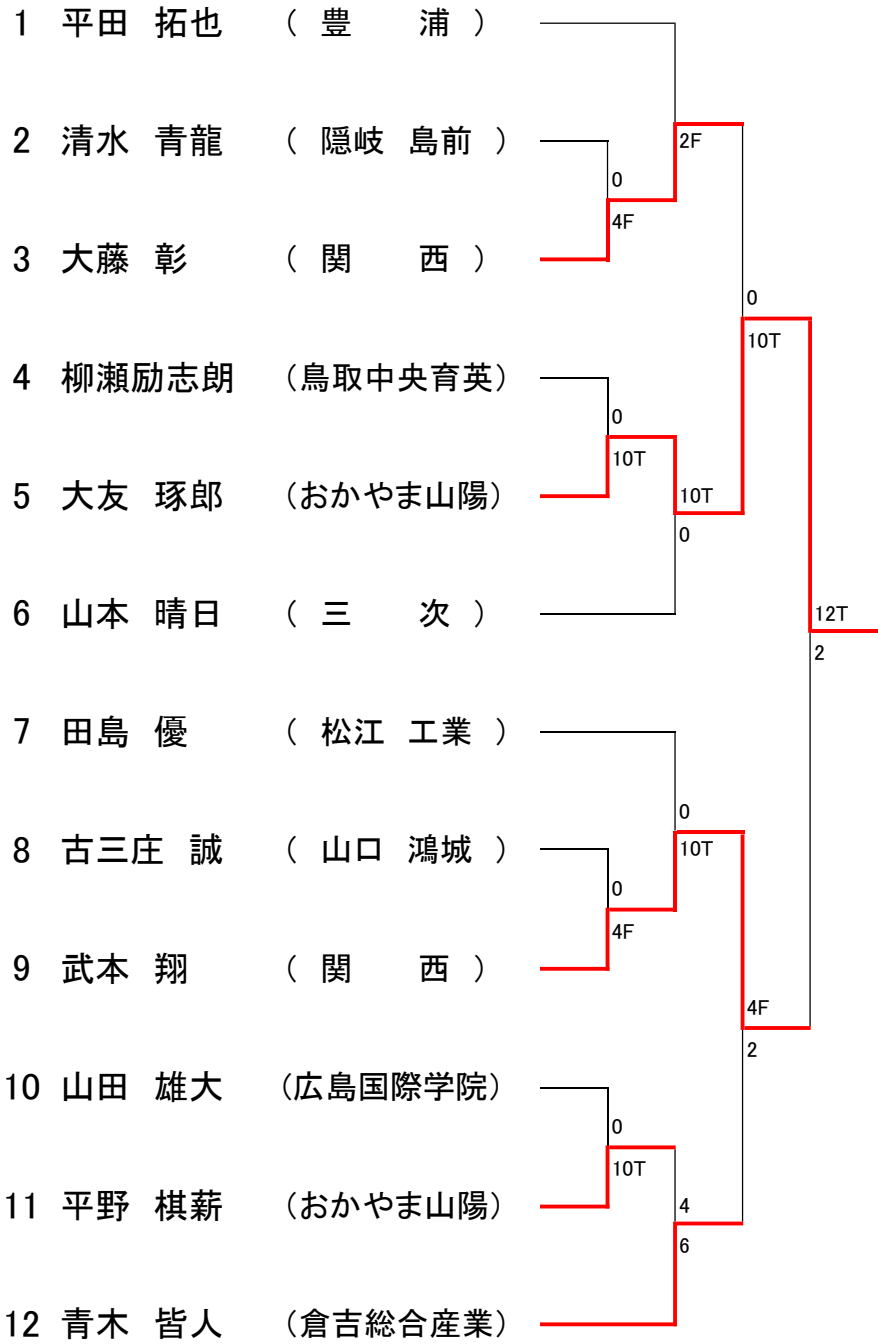 1 平田 拓也 （ 豊 浦 ）
2F
2 清水 青龍 （ 隠岐 島前 ）
0
4F
3 大藤 彰 （ 関 西 ）
0
10T
4 柳瀬励志朗 （鳥取中央育英）
0
10T
5 大友 琢郎 （おかやま山陽）
10T
0
6 山本 晴日 （ 三 次 ）
12T
2
7 田島 優 （ 松江 工業 ）
0
10T
8 古三庄 誠 （ 山口 鴻城 ）
0
4F
9 武本 翔 （ 関 西 ）
4F
2
10 山田 雄大 （広島国際学院）
0
10T
11 平野 棋薪 （おかやま山陽）
4
6
12 青木 皆人 （倉吉総合産業）